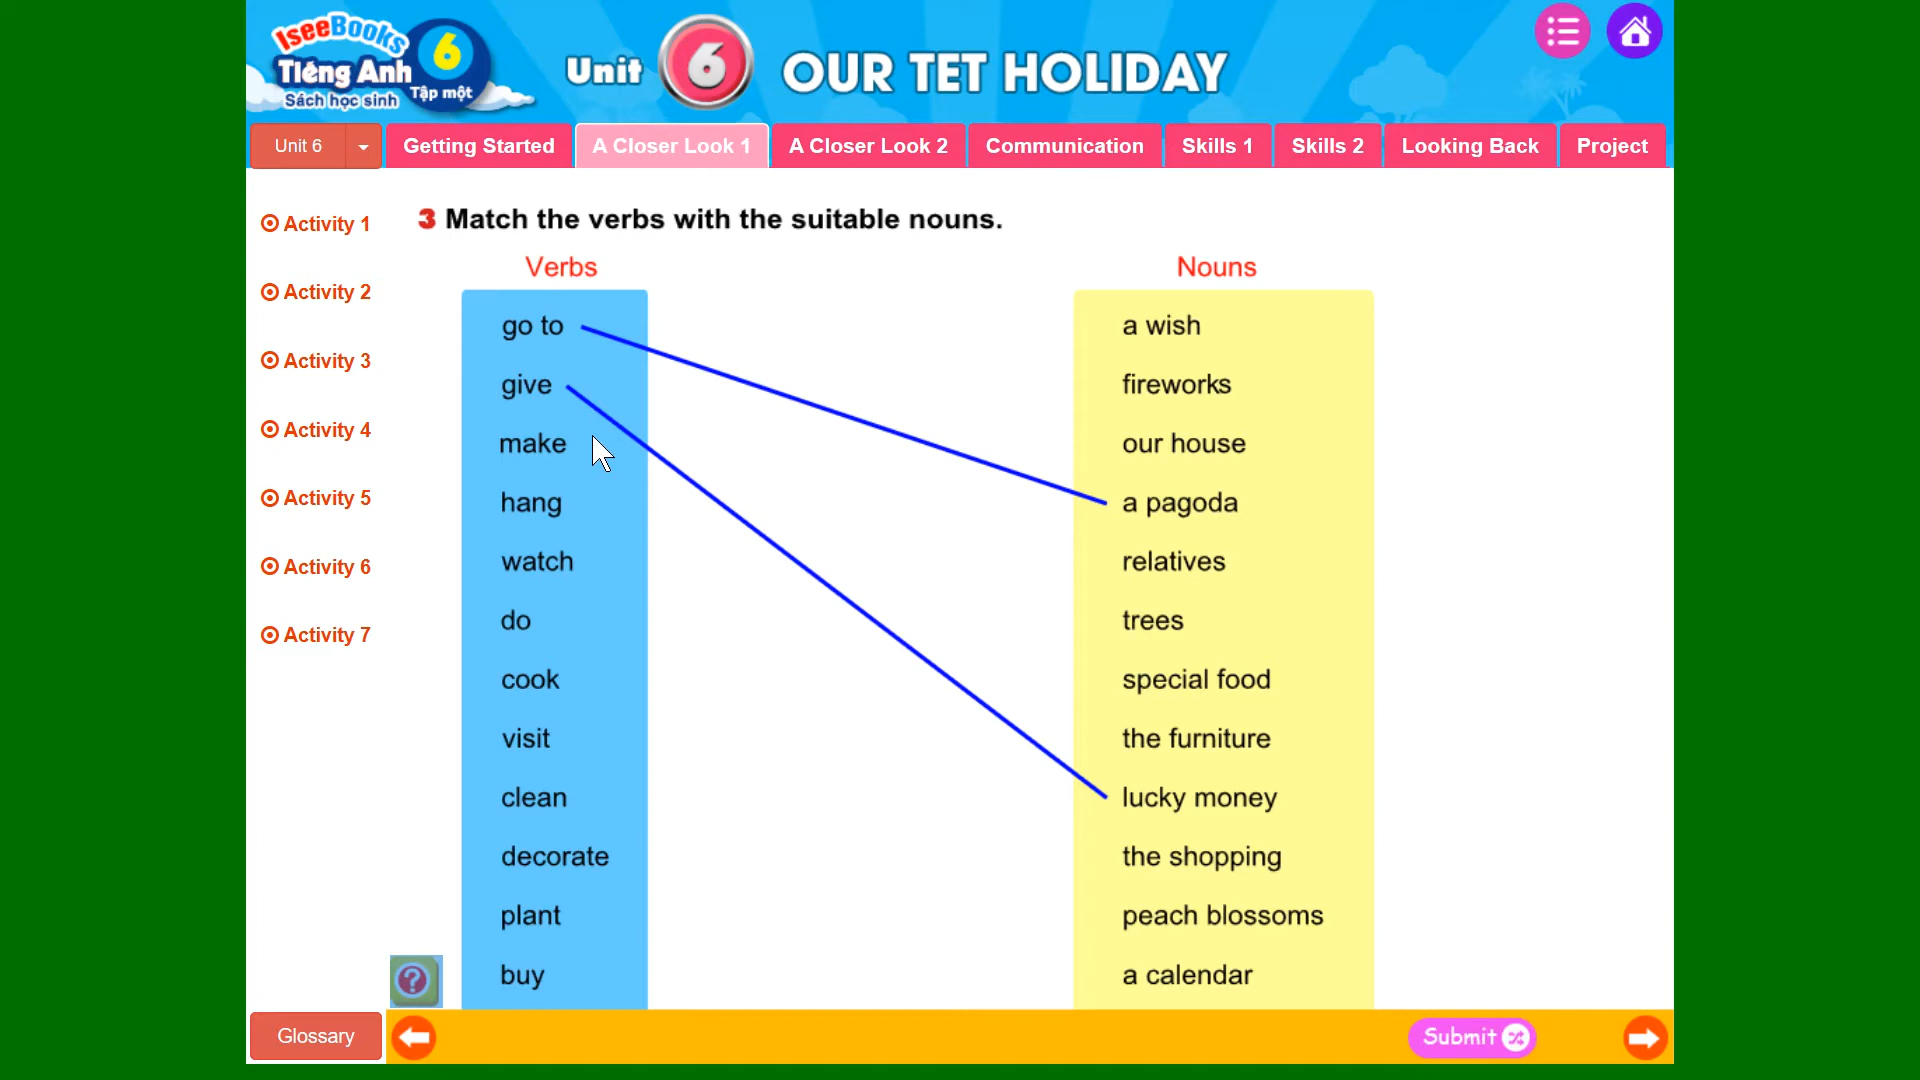 IseeBooks
Tiếng Anh 6
Sách học sinh Tập một
Unit 6 OUR TET HOLIDAY
Unit 6 Getting Started A Closer Look 1 A Closer Look 2 Communication Skills 1 Skills 2 Looking Back Project
Activity 1
Activity 2
Activity 3
Activity 4
Activity 5
Activity 6
Activity 7
3 Match the verbs with the suitable nouns.
Verbs
go to
give
make
hang
watch
do
cook
visit
clean
decorate
plant
buy
Nouns
a wish
fireworks
our house
a pagoda
relatives
trees
special food
the furniture
lucky money
the shopping
peach blossoms
a calendar
?
Glossary
Submit